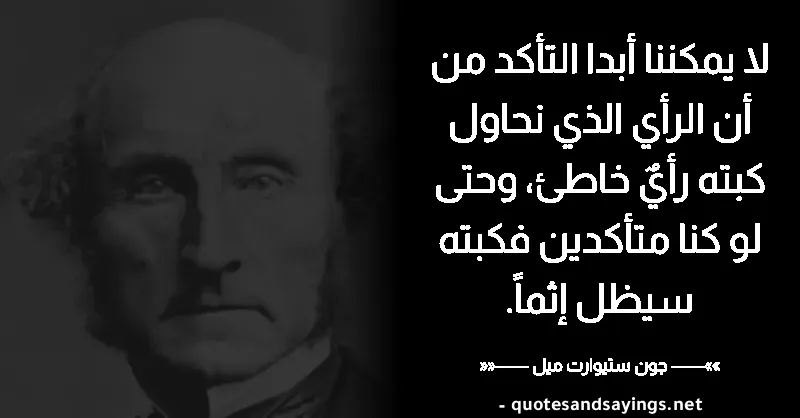 لا يمكننا أبدا التأكد من
أن الرأي الذي نحاول
كبته رأيٌ خاطئ، وحتى
لو كنا متأكدين فكبته
سيظل إثماً.
»»—— جون ستيوارت ميل ——««
- quotesandsayings.net